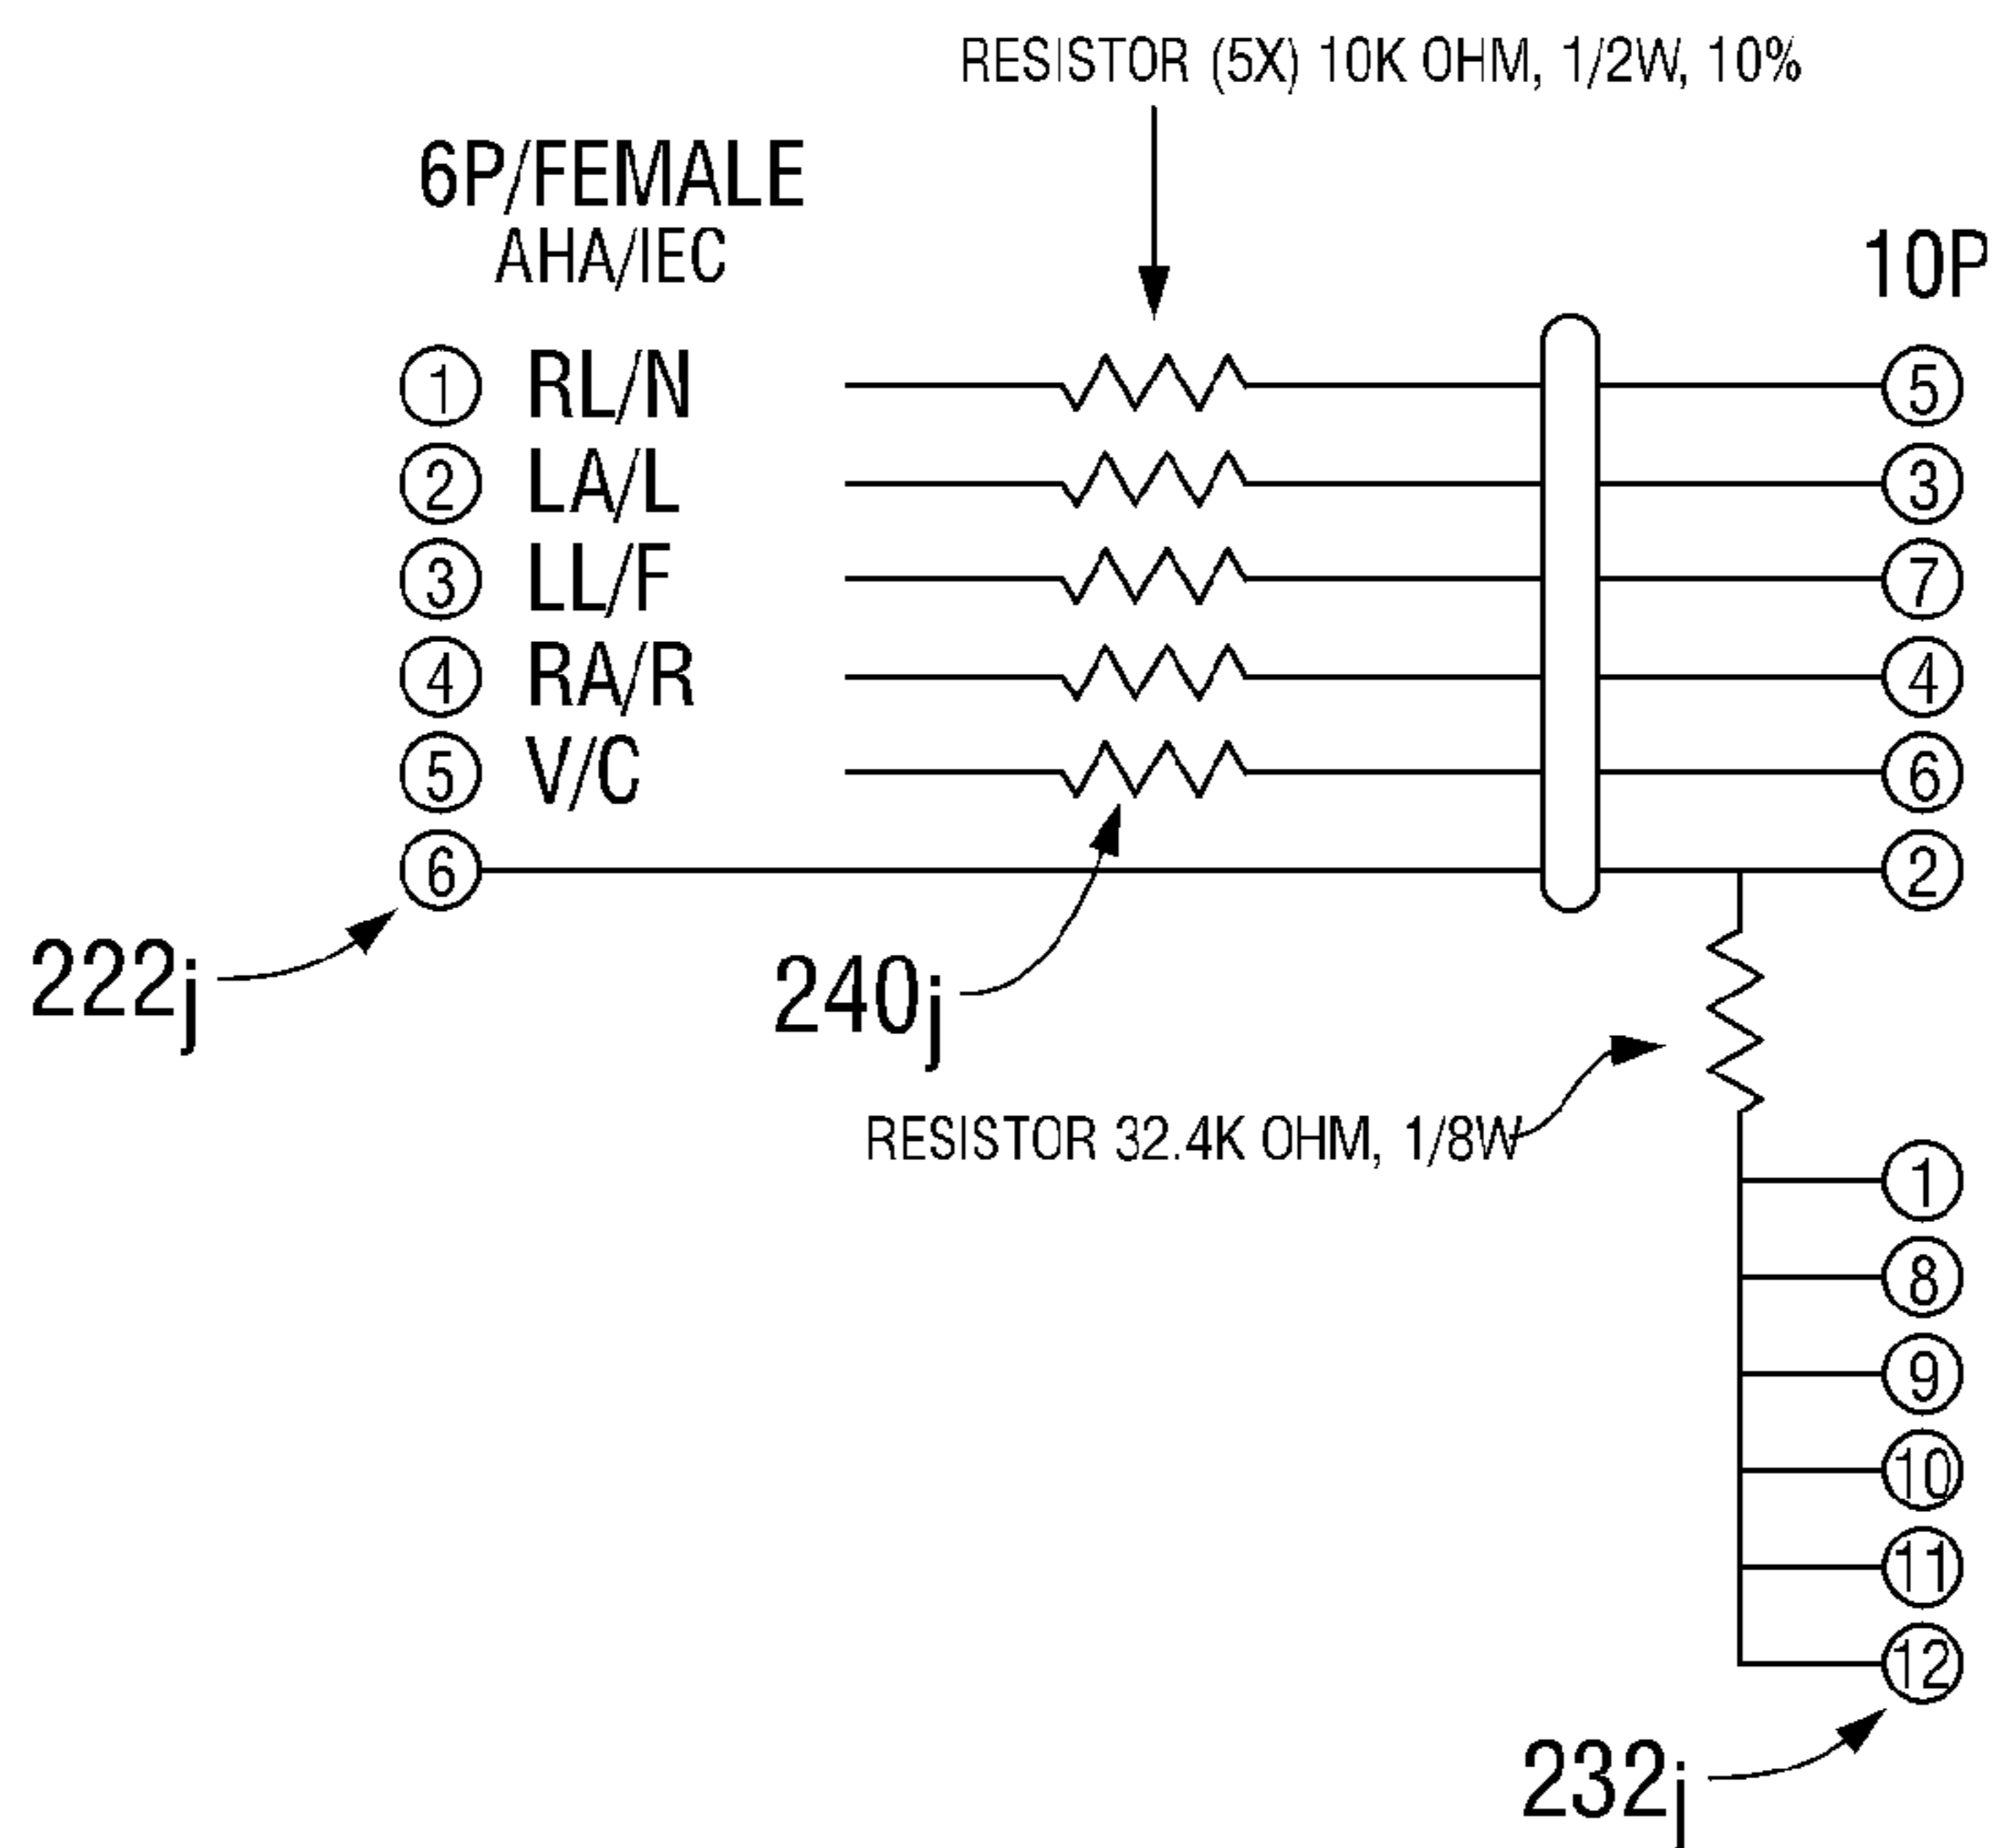 RESISTOR (5X) 10K OHM, 1/2W, 10%
6P/FEMALE
AHA/IEC
10P
1 RL/N 5
2 LA/L 3
3 LL/F 7
4 RA/R 4
5 V/C 6
6 2
222j
240j
RESISTOR 32.4K OHM, 1/8W
1
8
9
10
11
12
232j